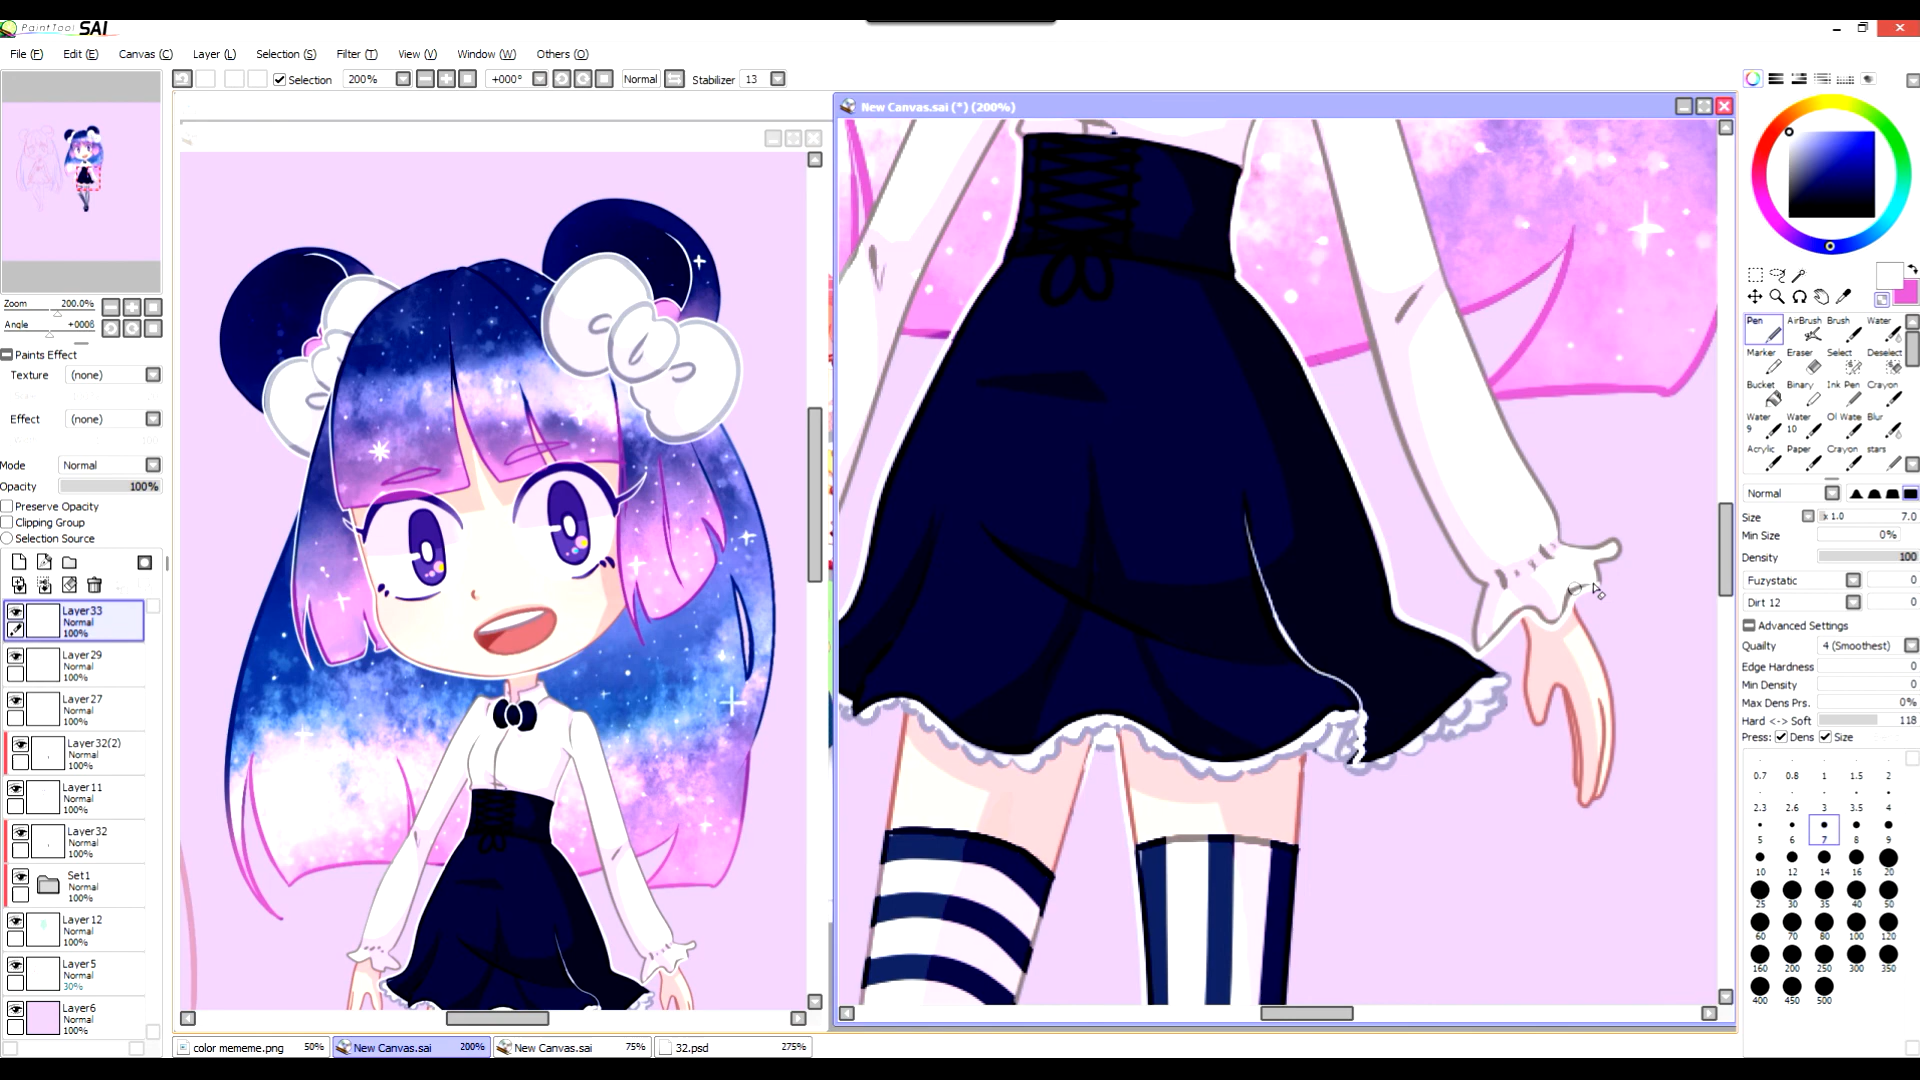 PaintTool SAI
File (F) Edit (E) Canvas (C) Layer (L) Selection (S) Filter (T) View (V) Window (W) Others (O)
Selection 200% +000° Normal Stabilizer 13
New Canvas.sai (*) (200%)
Zoom 200.0%
Angle +000ß
Paints Effect
Texture (none)
Effect (none)
Mode Normal
Opacity 100%
Preserve Opacity
Clipping Group
Selection Source
Layer33
Normal
100%
Layer29
Normal
100%
Layer27
Normal
100%
Layer32(2)
Normal
100%
Layer11
Normal
100%
Layer32
Normal
100%
Set1
Normal
100%
Layer12
Normal
100%
Layer5
Normal
30%
Layer6
Normal
100%
Pen AirBrush Brush Water
Marker Eraser Select Deselect
Bucket Binary Ink Pen Crayon
Water 9 Water 10 Ol Wate Blur
Acrylic Paper Crayon stars
Normal
Size x 1.0 7.0
Min Size 0%
Density 100
Fuzystatic 0
Dirt 12 0
Advanced Settings
Quailty 4 (Smoothest)
Edge Hardness 0
Min Density 0
Max Dens Prs. 0%
Hard <-> Soft 118
Press: Dens Size
0.7 0.8 1 1.5 2
2.3 2.6 3 3.5 4
5 6 7 8 9
10 12 14 16 20
25 30 35 40 50
60 70 80 100 120
160 200 250 300 350
400 450 500
color mememe.png 50% New Canvas.sai 200% New Canvas.sai 75% 32.psd 275%